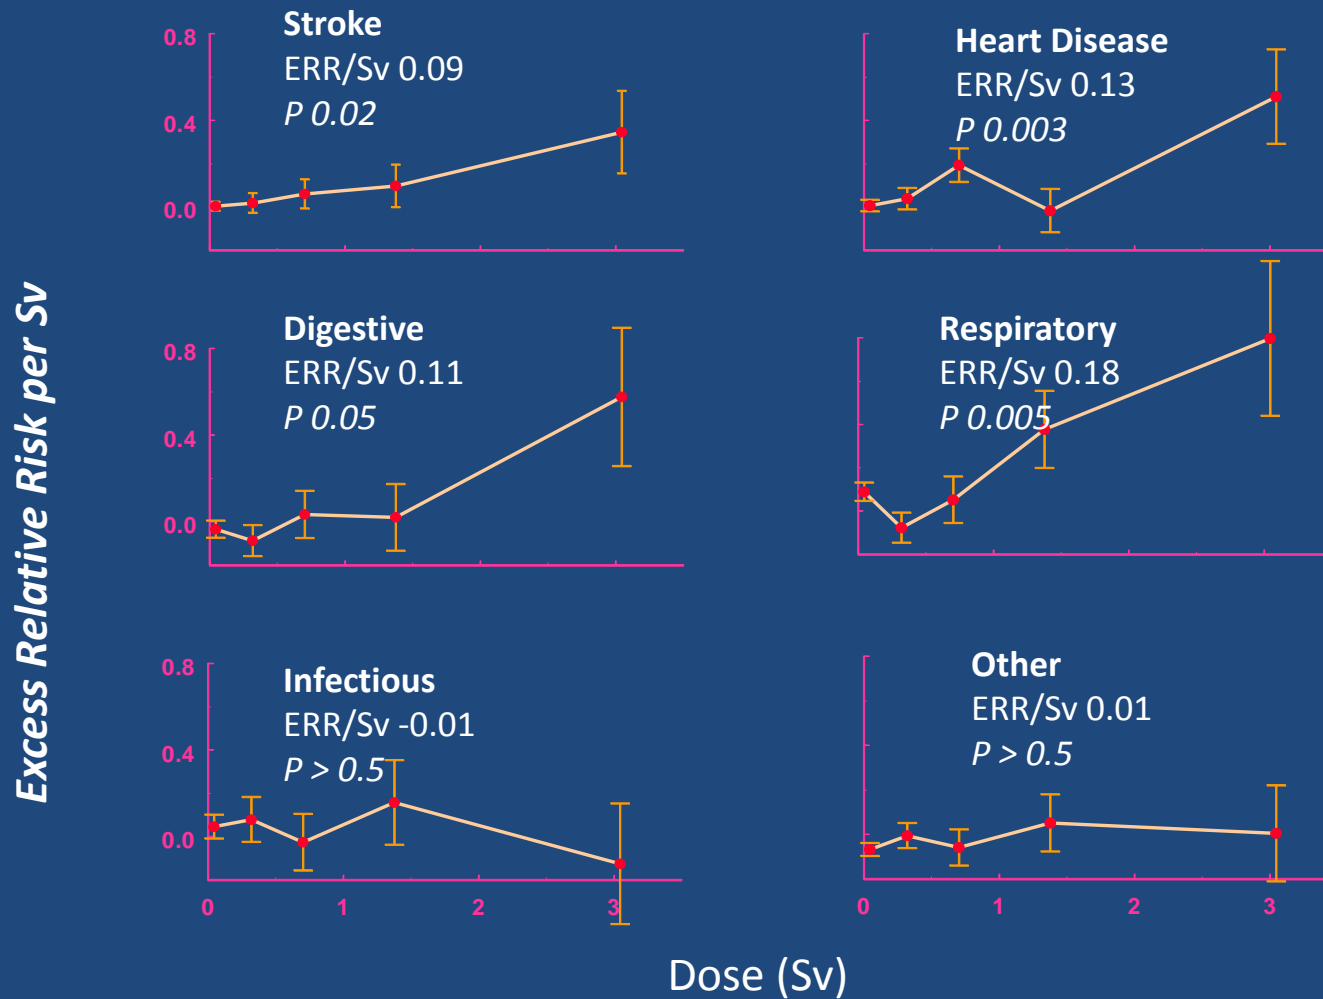 Excess Relative Risk per Sv
Stroke
ERR/Sv 0.09
P 0.02
0.8
0.4
0.0
Heart Disease
ERR/Sv 0.13
P 0.003
Digestive
ERR/Sv 0.11
P 0.05
0.8
0.4
0.0
Respiratory
ERR/Sv 0.18
P 0.005
Infectious
ERR/Sv -0.01
P > 0.5
0.8
0.4
0.0
0 1 2 3
Other
ERR/Sv 0.01
P > 0.5
0 1 2 3
Dose (Sv)